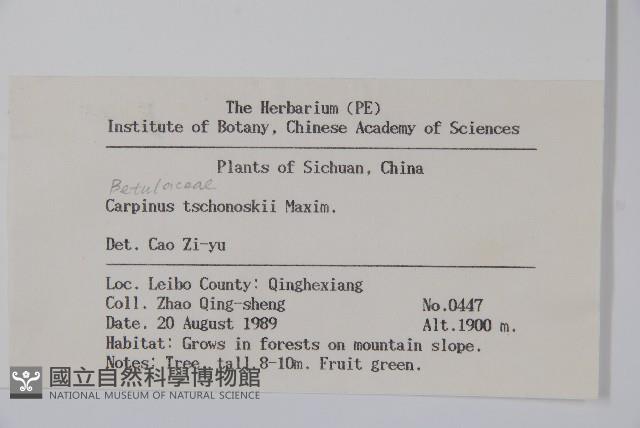 The Herbarium (PE)
Institute of Botany, Chinese Academy of Sciences
Plants of Sichuan, China
Betulaceae
Carpinus tschonoskii Maxim.
Det. Cao Zi-yu
Loc. Leibo County: Qinghexiang
Coll. Zhao Qing-sheng No.0447
Date. 20 August 1989 Alt.1900 m.
Habitat: Grows in forests on mountain slope.
Notes: Tree, tall 8-10m. Fruit green.
國立自然科學博物館
NATIONAL MUSEUM OF NATURAL SCIENCE